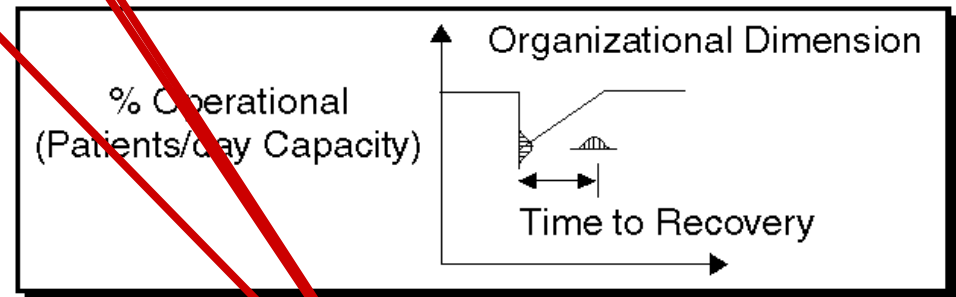 Organizational Dimension
% Operational
(Patients/day Capacity)
Time to Recovery